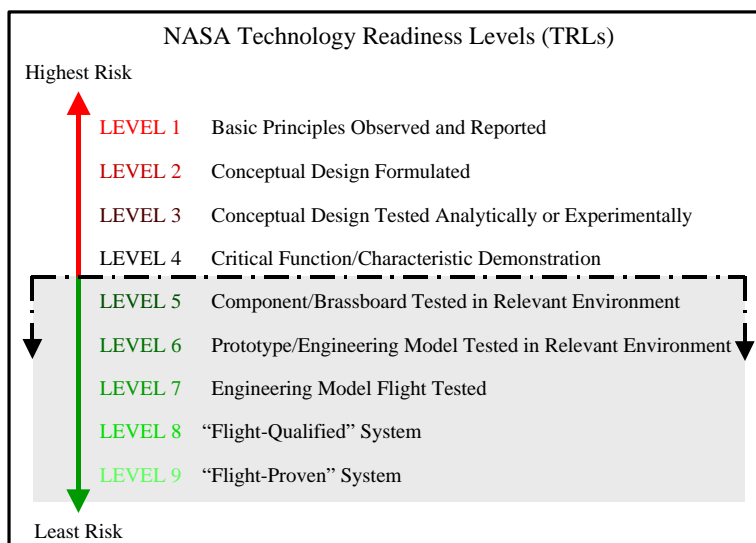 NASA Technology Readiness Levels (TRLs)
Highest Risk
LEVEL 1 Basic Principles Observed and Reported
LEVEL 2 Conceptual Design Formulated
LEVEL 3 Conceptual Design Tested Analytically or Experimentally
LEVEL 4 Critical Function/Characteristic Demonstration
LEVEL 5 Component/Brassboard Tested in Relevant Environment
LEVEL 6 Prototype/Engineering Model Tested in Relevant Environment
LEVEL 7 Engineering Model Flight Tested
LEVEL 8 “Flight-Qualified” System
LEVEL 9 “Flight-Proven” System
Least Risk